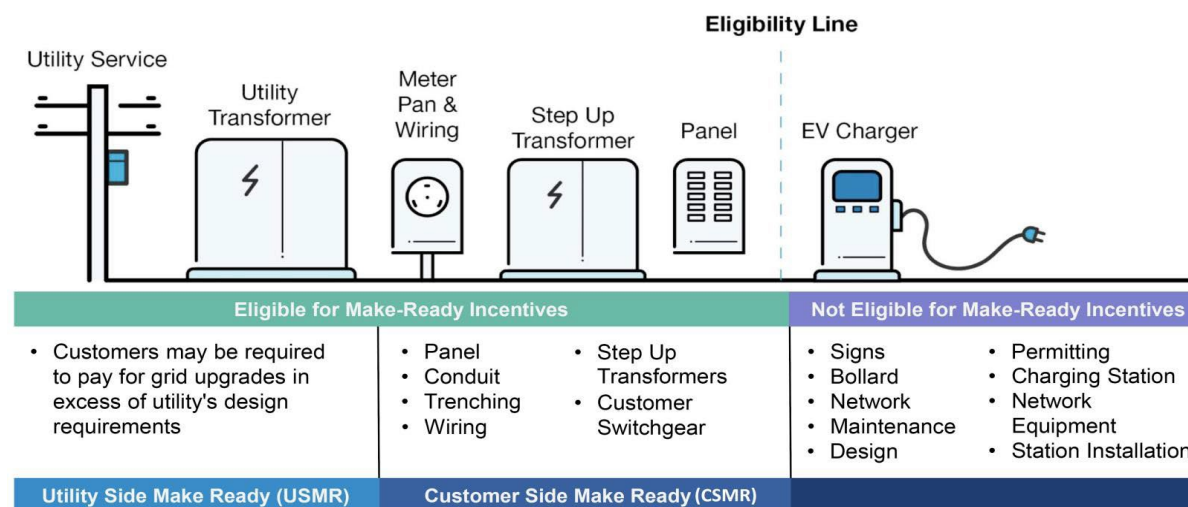 Eligibility Line
Utility Service
Utility
Transformer
Meter
Pan &
Wiring
Step Up
Transformer
Panel
EV Charger
Eligible for Make-Ready Incentives
Not Eligible for Make-Ready Incentives
• Customers may be required
to pay for grid upgrades in
excess of utility's design
requirements
• Panel
• Conduit
• Trenching
• Wiring
• Step Up
Transformers
• Customer
Switchgear
• Signs
• Bollard
• Network
• Maintenance
• Design
• Permitting
• Charging Station
• Network
Equipment
• Station Installation
Utility Side Make Ready (USMR)
Customer Side Make Ready (CSMR)